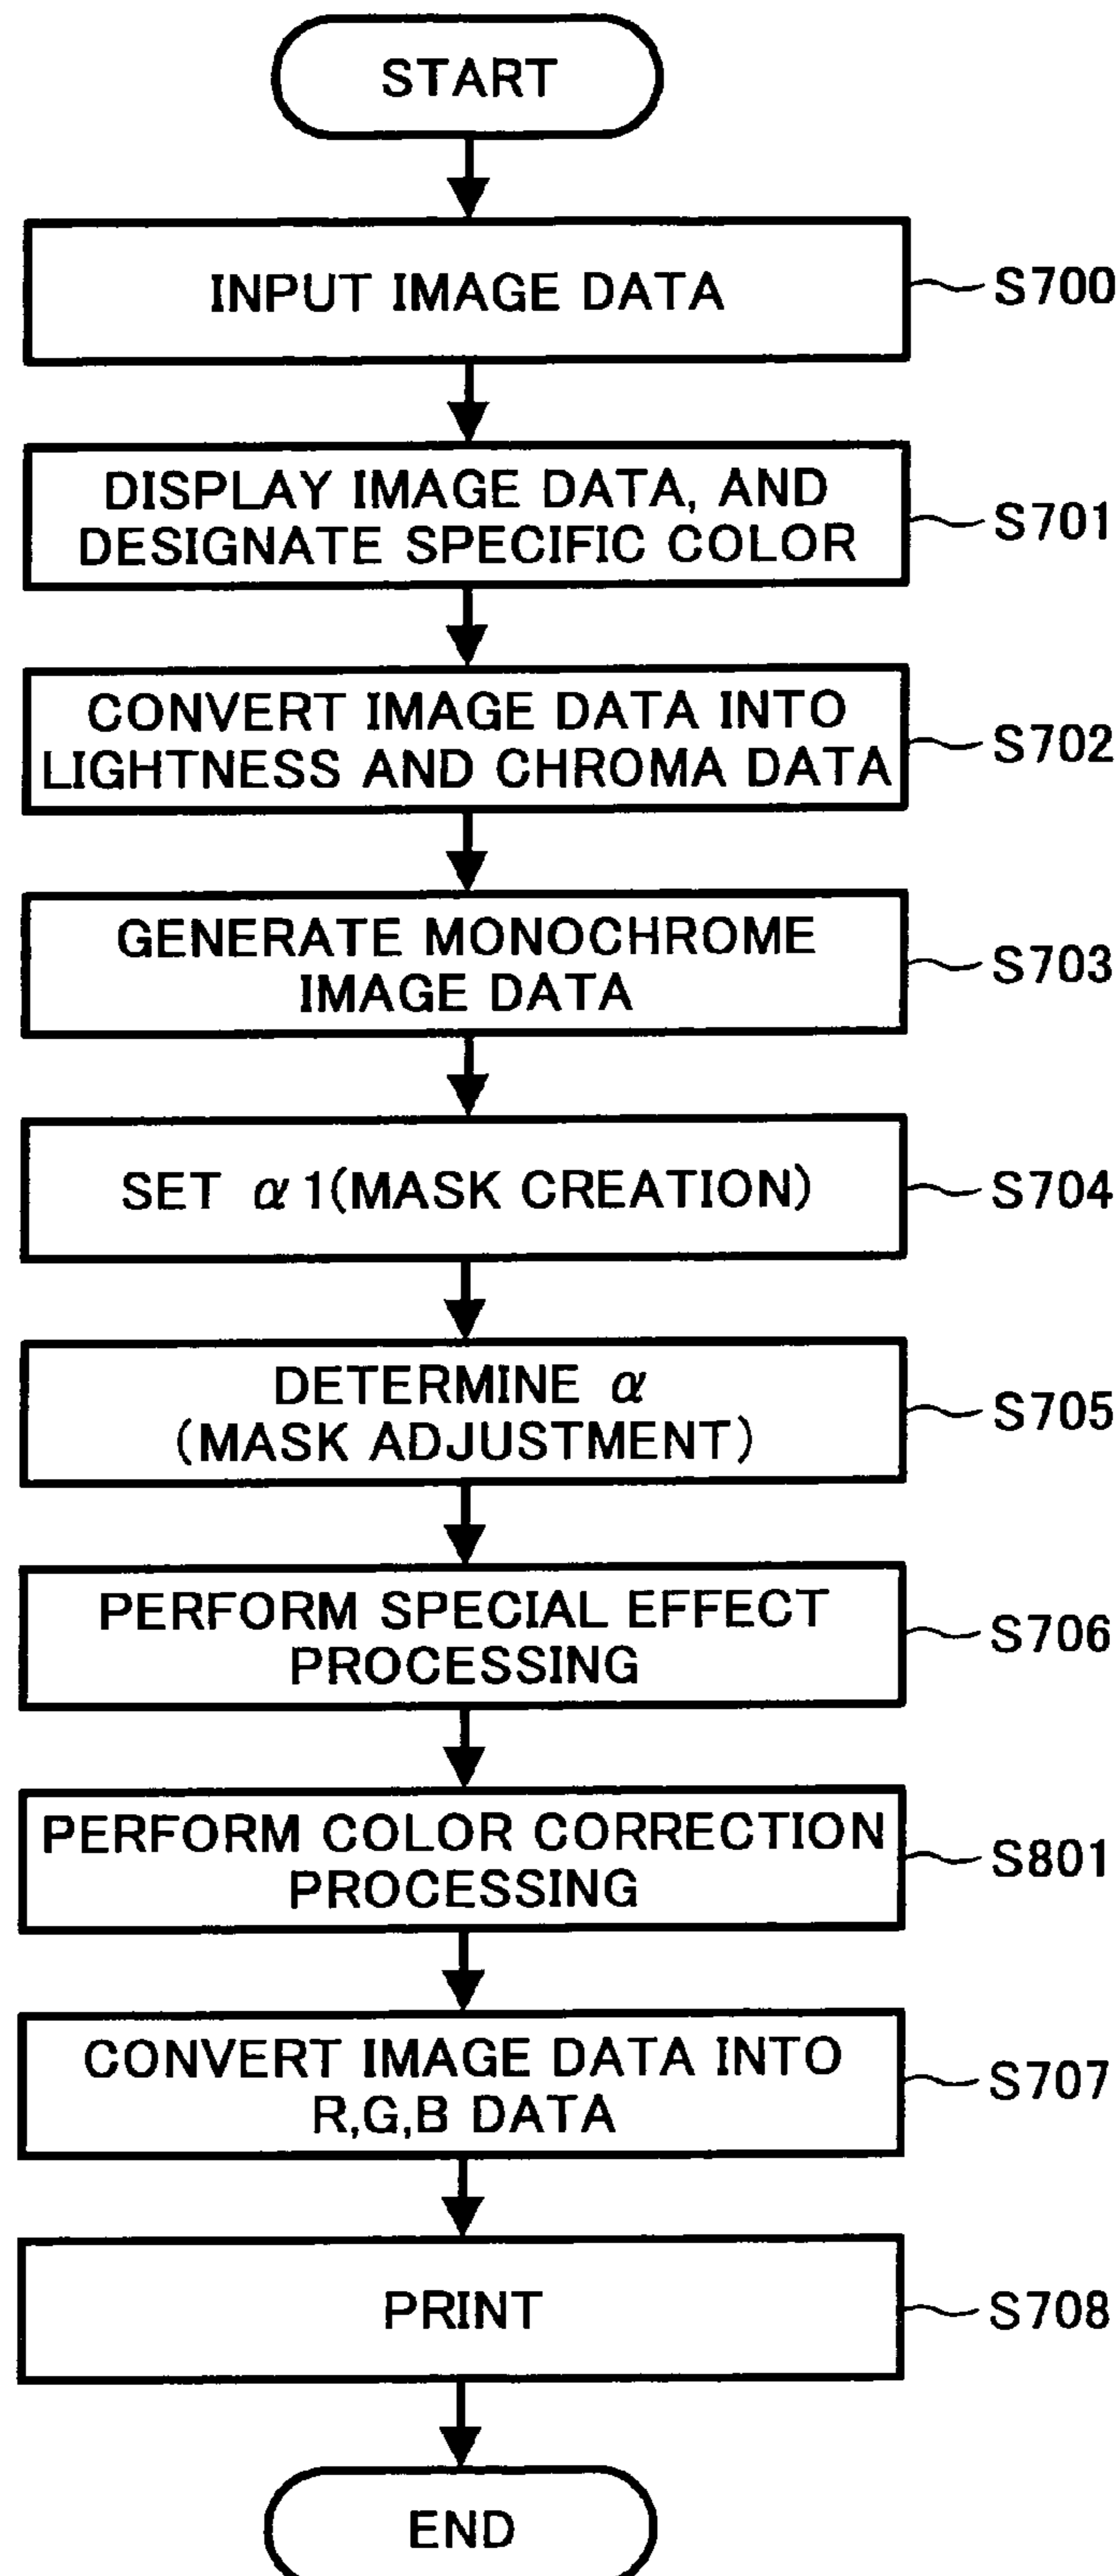 START
INPUT IMAGE DATA
S700
DISPLAY IMAGE DATA, AND
DESIGNATE SPECIFIC COLOR
S701
CONVERT IMAGE DATA INTO
LIGHTNESS AND CHROMA DATA
S702
GENERATE MONOCHROME
IMAGE DATA
S703
SET α1(MASK CREATION)
S704
DETERMINE α
(MASK ADJUSTMENT)
S705
PERFORM SPECIAL EFFECT
PROCESSING
S706
PERFORM COLOR CORRECTION
PROCESSING
S801
CONVERT IMAGE DATA INTO
R,G,B DATA
S707
PRINT
S708
END